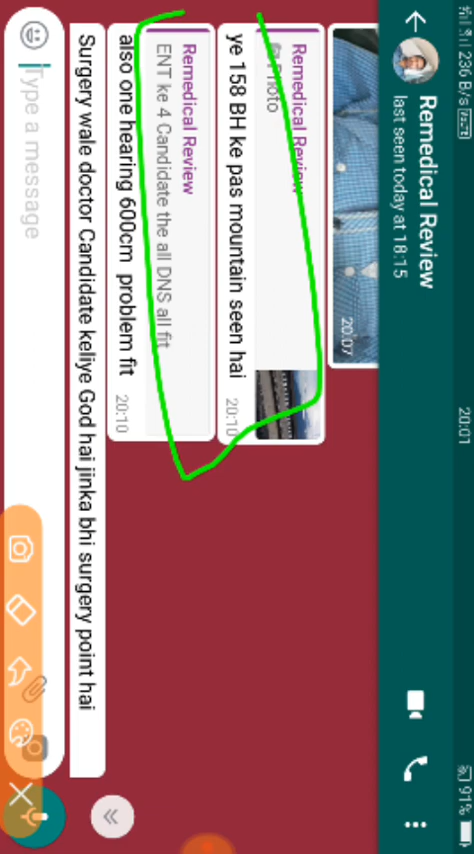 236 B/s
20:01
91%
Remedical Review
last seen today at 18:15
20:07
Remedical Review
Photo
ye 158 BH ke pas mountain seen hai
20:10
Remedical Review
ENT ke 4 Candidate the all DNS all fit
also one hearing 600cm problem fit
20:10
Surgery wale doctor Candidate keliye God hai jinka bhi surgery point hai
Type a message